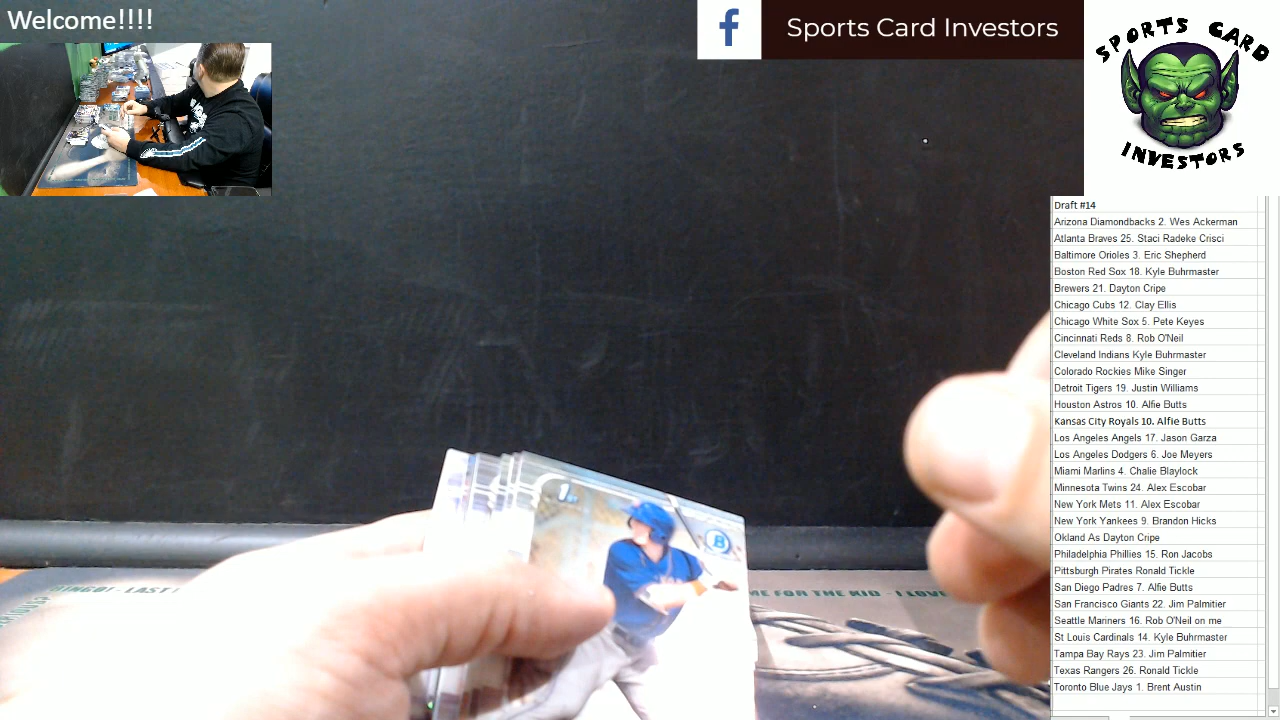 Welcome!!!!
f
Sports Card Investors
SPORTS CARD
INVESTORS
Draft #14
Arizona Diamondbacks 2. Wes Ackerman
Atlanta Braves 25. Staci Radeke Crisci
Baltimore Orioles 3. Eric Shepherd
Boston Red Sox 18. Kyle Buhrmaster
Brewers 21. Dayton Cripe
Chicago Cubs 12. Clay Ellis
Chicago White Sox 5. Pete Keyes
Cincinnati Reds 8. Rob O'Neil
Cleveland Indians Kyle Buhrmaster
Colorado Rockies Mike Singer
Detroit Tigers 19. Justin Williams
Houston Astros 10. Alfie Butts
Kansas City Royals 10. Alfie Butts
Los Angeles Angels 17. Jason Garza
Los Angeles Dodgers 6. Joe Meyers
Miami Marlins 4. Chalie Blaylock
Minnesota Twins 24. Alex Escobar
New York Mets 11. Alex Escobar
New York Yankees 9. Brandon Hicks
Okland As Dayton Cripe
Philadelphia Phillies 15. Ron Jacobs
Pittsburgh Pirates Ronald Tickle
San Diego Padres 7. Alfie Butts
San Francisco Giants 22. Jim Palmitier
Seattle Mariners 16. Rob O'Neil on me
St Louis Cardinals 14. Kyle Buhrmaster
Tampa Bay Rays 23. Jim Palmitier
Texas Rangers 26. Ronald Tickle
Toronto Blue Jays 1. Brent Austin
1st
B
BINGO! - LAST
ME FOR THE KID - I LOVE